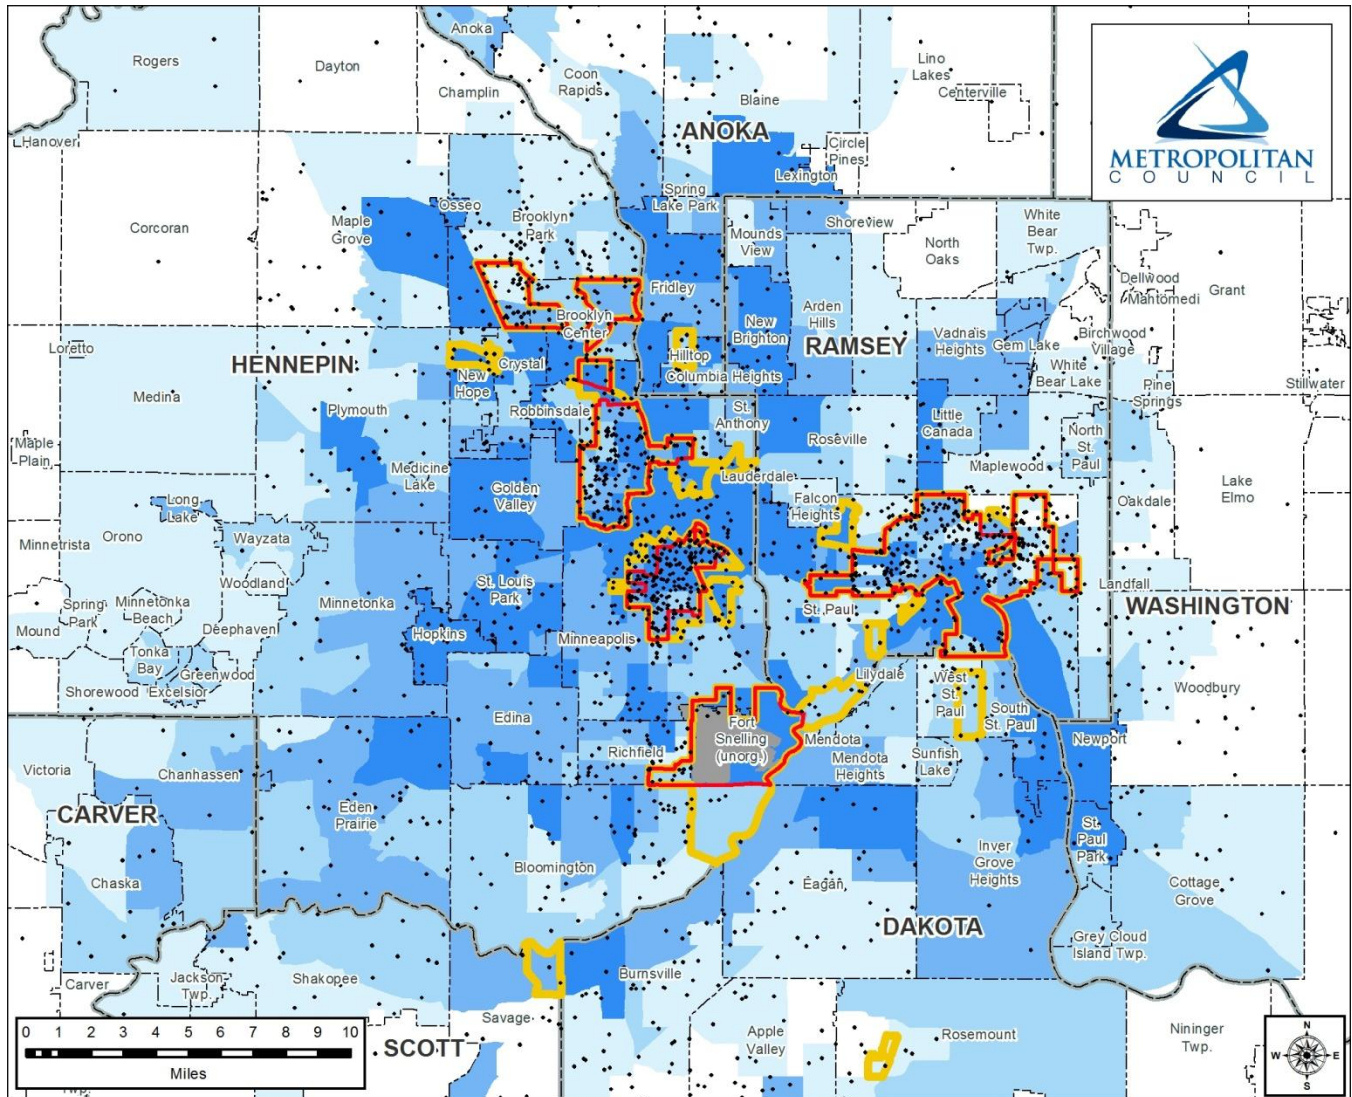 Anoka
Rogers
Dayton
Champlin
Coon
Rapids
Blaine
Lino
Lakes
Centerville
METROPOLITAN
COUNCIL
Hanover
ANOKA
Circle
Pines
Lexington
Corcoran
Maple
Grove
Osseo
Brooklyn
Park
Spring
Lake Park
Mounds
View
Shoreview
North
Oaks
White
Bear
Twp.
Dellwood
Mahtomedi
Grant
Fridley
Brooklyn
Center
New
Brighton
Arden
Hills
RAMSEY
Vadnais
Heights
Gem Lake
Birchwood
Village
White
Bear Lake
Loretto
HENNEPIN
Crystal
New
Hope
Hilltop
Columbia Heights
Pine
Springs
Stillwater
Medina
Plymouth
Robbinsdale
St.
Anthony
Roseville
Little
Canada
North
St.
Paul
Maple
Plain
Medicine
Lake
Golden
Valley
Lauderdale
Maplewood
Long
Lake
Falcon
Heights
Oakdale
Lake
Elmo
Minnetrista
Orono
Wayzata
Woodland
St. Louis
Park
Landfall
WASHINGTON
Spring
Park
Minnetonka
Beach
Mound
Minnetonka
Deephaven
Hopkins
Minneapolis
St. Paul
Tonka
Bay
Greenwood
Shorewood
Excelsior
Lilydale
West
St.
Paul
South
St. Paul
Woodbury
Edina
Richfield
Fort
Snelling
(unorg.)
Mendota
Mendota
Heights
Sunfish
Lake
Newport
Victoria
Chanhassen
CARVER
Eden
Prairie
Bloomington
Eagan
Inver
Grove
Heights
St.
Paul
Park
Chaska
Cottage
Grove
DAKOTA
Grey Cloud
Island Twp.
Carver
Jackson
Twp.
Shakopee
Burnsville
Savage
SCOTT
Apple
Valley
Rosemount
Nininger
Twp.
0 1 2 3 4 5 6 7 8 9 10
Miles
Twp.
N
W E
S